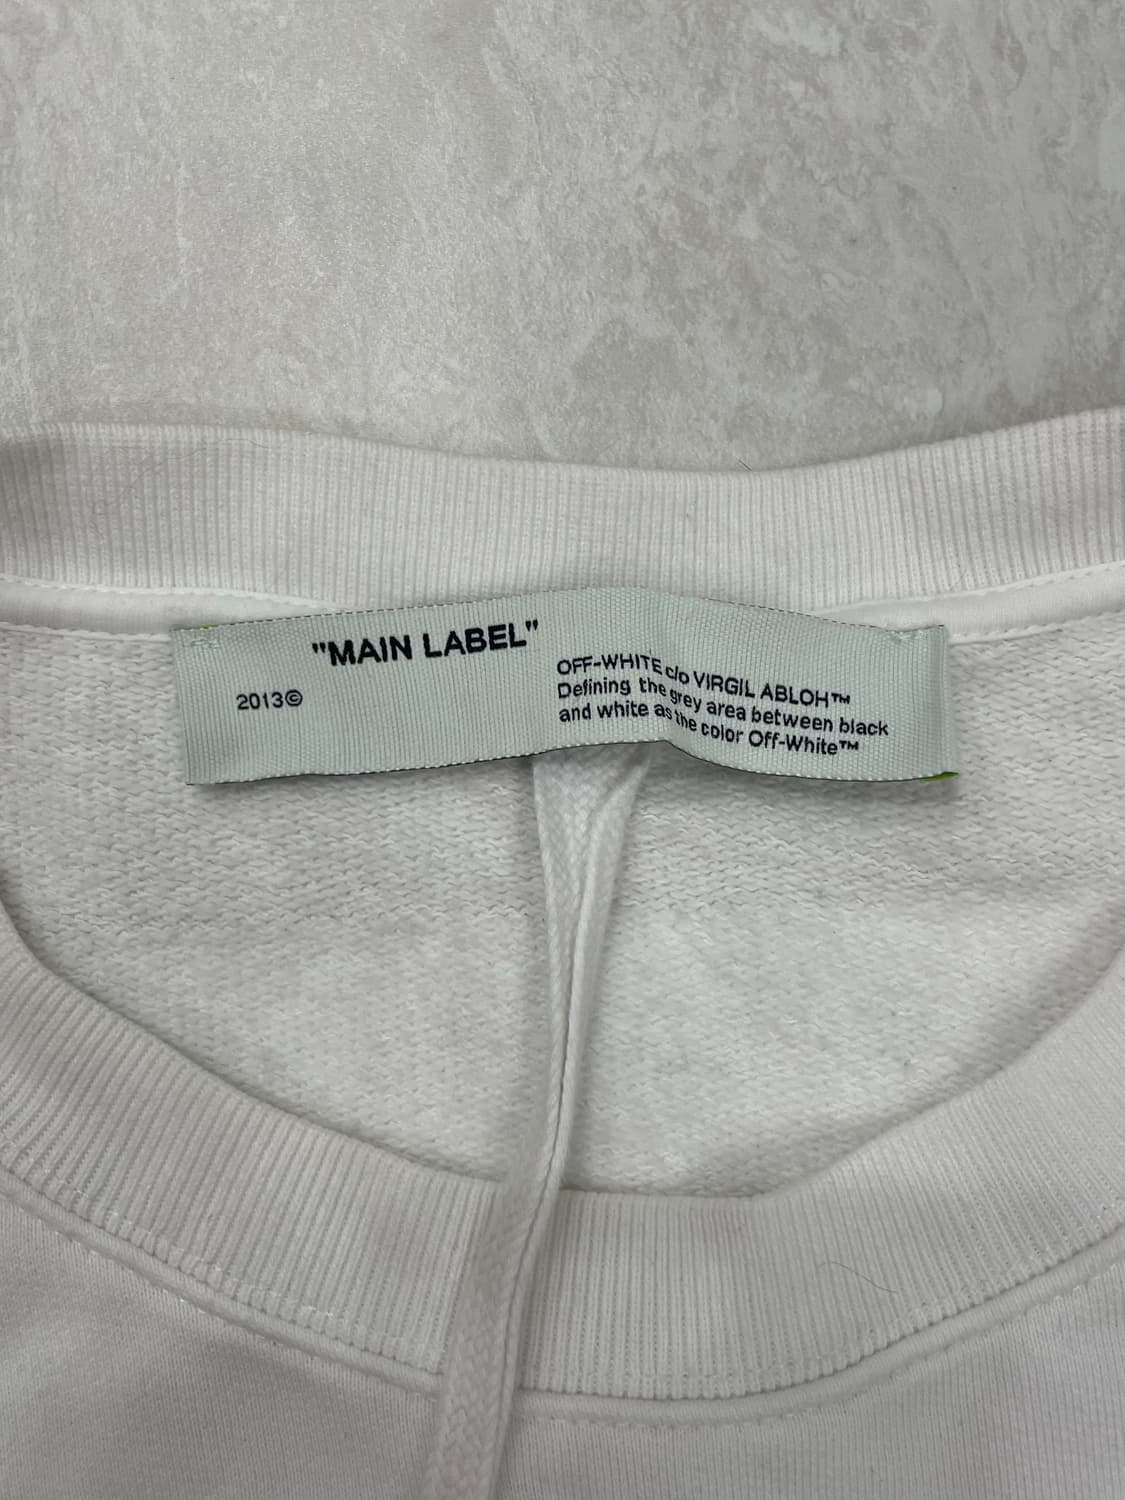 "MAIN LABEL"
2013©
OFF-WHITE c/o VIRGIL ABLOH™
Defining the grey area between black
and white as the color Off-White™